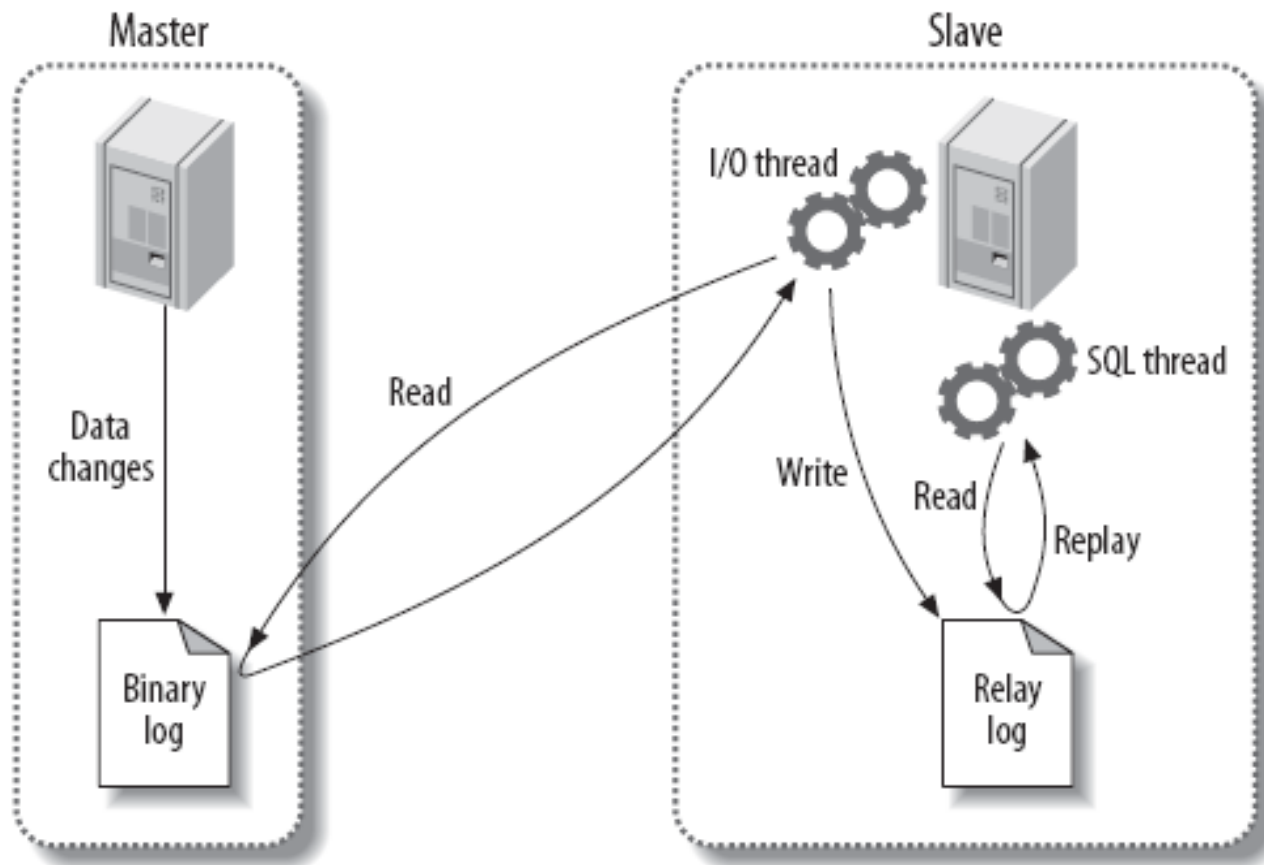 Master
Slave
I/O thread
SQL thread
Read
Data
changes
Write
Read
Replay
Binary
log
Relay
log